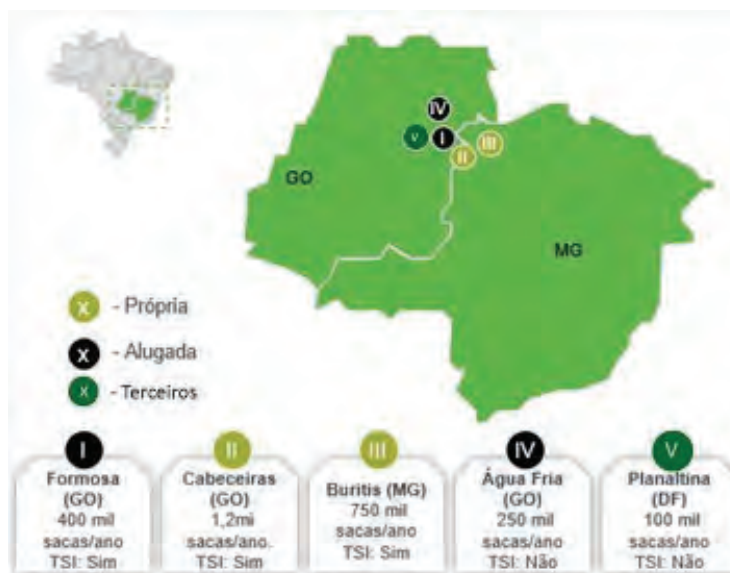 IV
V
I
III
II
GO
MG
X - Própria
X - Alugada
X - Terceiros
I
Formosa
(GO)
400 mil
sacas/ano
TSI: Sim
II
Cabeceiras
(GO)
1,2mi
sacas/ano.
TSI: Sim
III
Buritis (MG)
750 mil
sacas/ano
TSI: Sim
IV
Água Fria
(GO)
250 mil
sacas/ano
TSI: Não
V
Planaltina
(DF)
100 mil
sacas/ano
TSI: Não